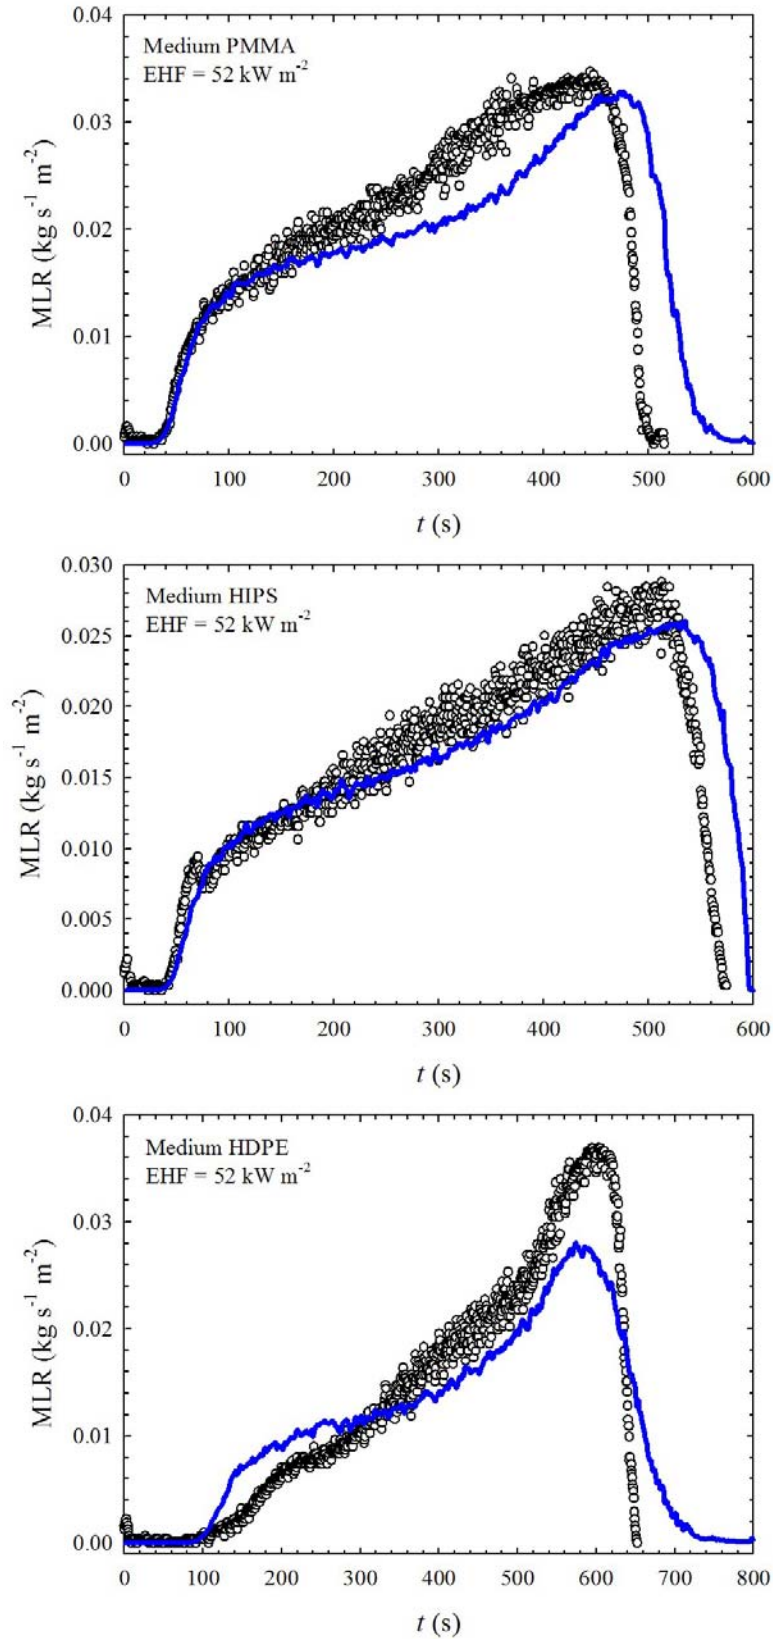 0.04
Medium PMMA
EHF = 52 kW m⁻²
0.03
0.02
0.01
0.00
MLR (kg s⁻¹ m⁻²)
0 100 200 300 400 500 600
t (s)
0.030
Medium HIPS
EHF = 52 kW m⁻²
0.025
0.020
0.015
0.010
0.005
0.000
MLR (kg s⁻¹ m⁻²)
0 100 200 300 400 500 600
t (s)
0.04
Medium HDPE
EHF = 52 kW m⁻²
0.03
0.02
0.01
0.00
MLR (kg s⁻¹ m⁻²)
0 100 200 300 400 500 600 700 800
t (s)